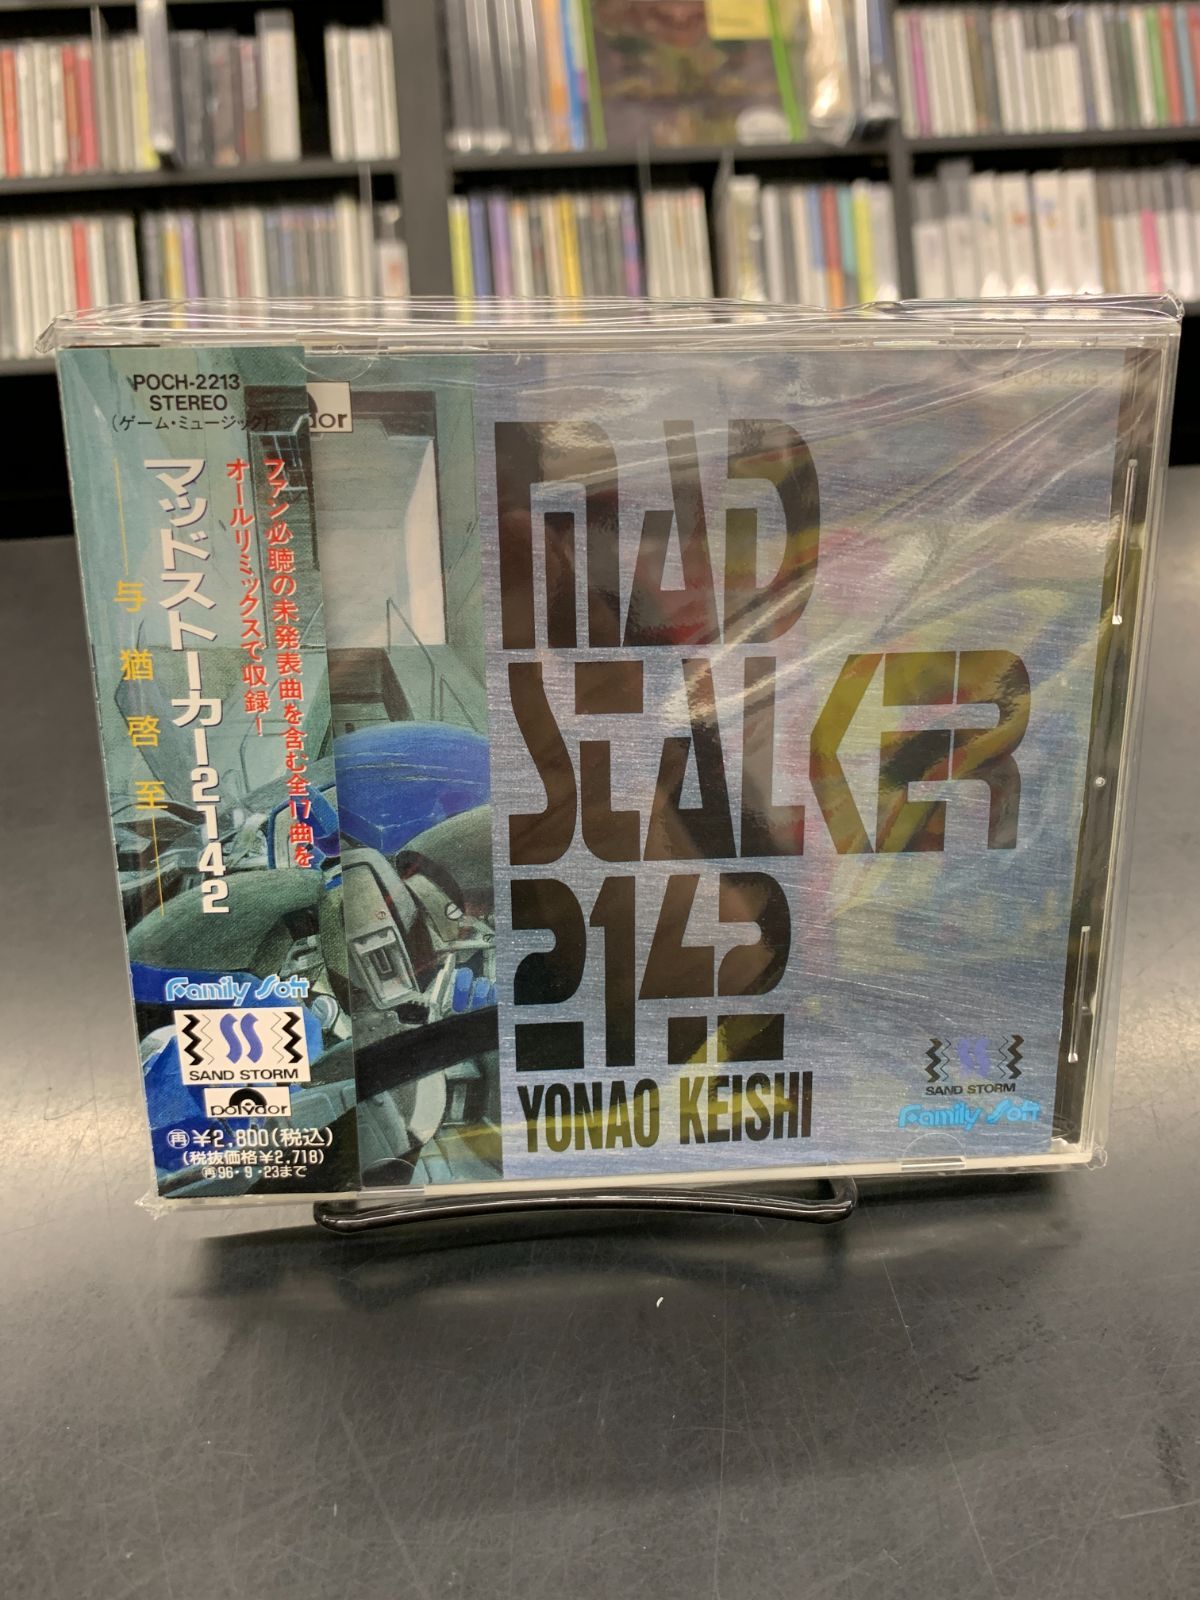 POCH-2213
STEREO
(ゲーム・ミュージック)
ファン必聴の未発表曲を含む全17曲を
オールリミックスで収録!
マッドストーカー2142
与猶啓至
Family Soft
SAND STORM
polydor
再¥2,800(税込)
(税抜価格¥2,718)
再96・9・23まで
dor
POCH-2213
MAD
STALKER
2142
YONAO KEISHI
SAND STORM
Family Soft